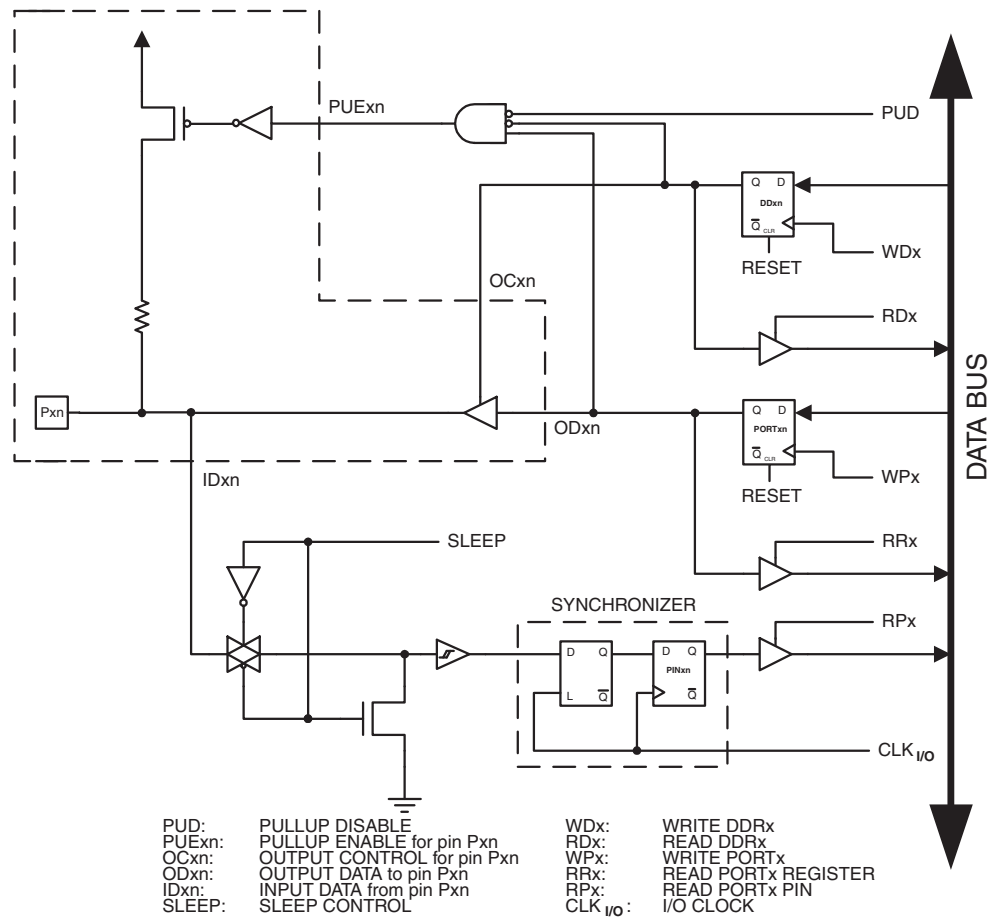 PUExn
PUD
Q D
DDxn
Q CLR
WDx
RESET
OCxn
RDx
Pxn
Q D
ODxn
PORTxn
Q CLR
IDxn
WPx
RESET
DATA BUS
SLEEP
RRx
SYNCHRONIZER
RPx
D Q
D Q
PINxn
L Q
Q
CLK I/O
PUD: PULLUP DISABLE
PUExn: PULLUP ENABLE for pin Pxn
OCxn: OUTPUT CONTROL for pin Pxn
ODxn: OUTPUT DATA to pin Pxn
IDxn: INPUT DATA from pin Pxn
SLEEP: SLEEP CONTROL
WDx: WRITE DDRx
RDx: READ DDRx
WPx: WRITE PORTx
RRx: READ PORTx REGISTER
RPx: READ PORTx PIN
CLK I/O: I/O CLOCK